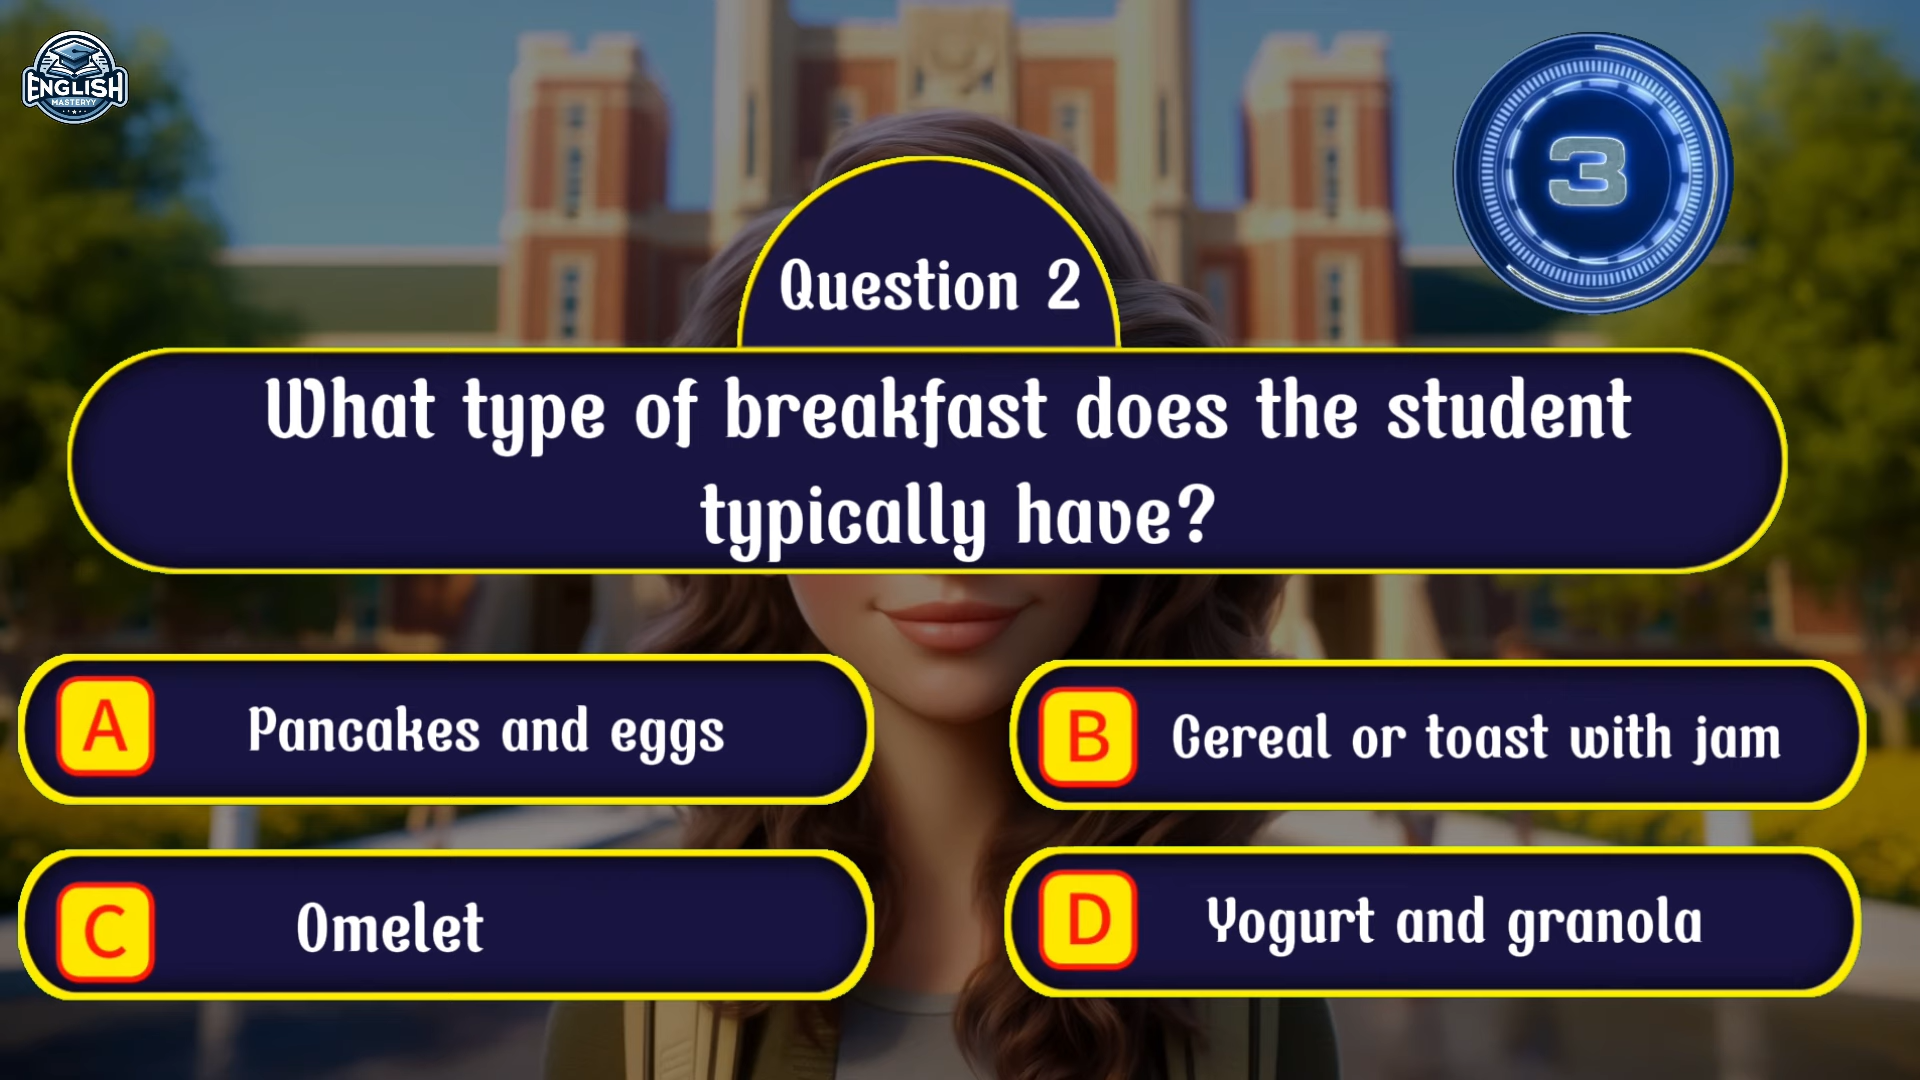 ENGLISH
MASTERYY
3
Question 2
What type of breakfast does the student
typically have?
A Pancakes and eggs
B Cereal or toast with jam
C Omelet
D Yogurt and granola